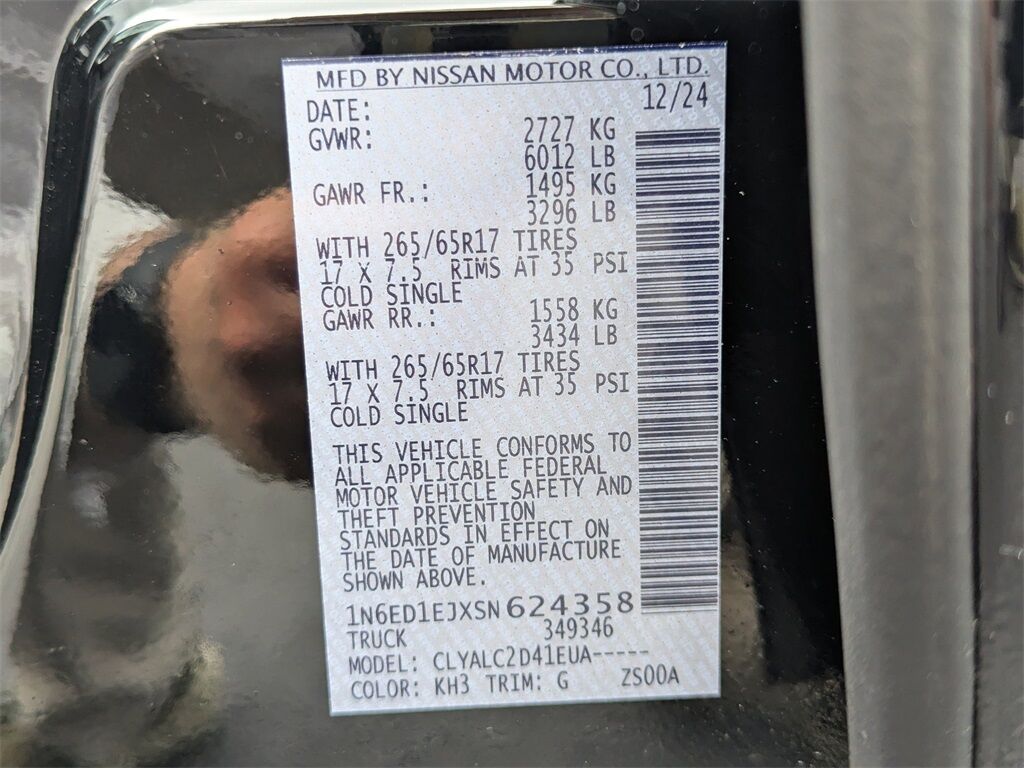 MFD BY NISSAN MOTOR CO., LTD.
DATE: 12/24
GVWR: 2727 KG
6012 LB
GAWR FR.: 1495 KG
3296 LB
WITH 265/65R17 TIRES
17 X 7.5 RIMS AT 35 PSI
COLD SINGLE
GAWR RR.: 1558 KG
3434 LB
WITH 265/65R17 TIRES
17 X 7.5 RIMS AT 35 PSI
COLD SINGLE
THIS VEHICLE CONFORMS TO
ALL APPLICABLE FEDERAL
MOTOR VEHICLE SAFETY AND
THEFT PREVENTION
STANDARDS IN EFFECT ON
THE DATE OF MANUFACTURE
SHOWN ABOVE.
1N6ED1EJXSN624358
TRUCK 349346
MODEL: CLYALC2D41EUA-----
COLOR: KH3 TRIM: G ZS00A